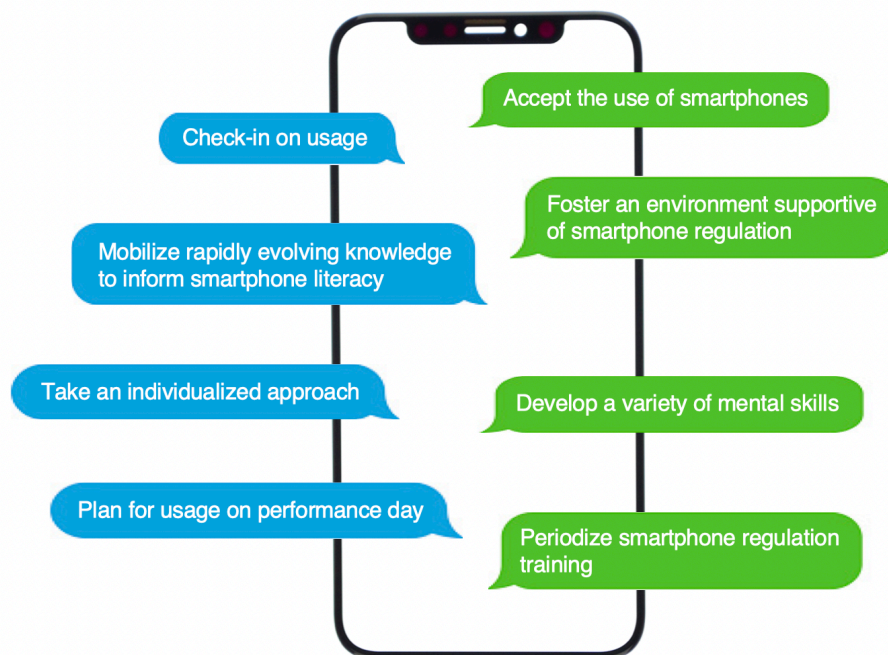 Accept the use of smartphones
Check-in on usage
Foster an environment supportive
of smartphone regulation
Mobilize rapidly evolving knowledge
to inform smartphone literacy
Take an individualized approach
Develop a variety of mental skills
Plan for usage on performance day
Periodize smartphone regulation
training